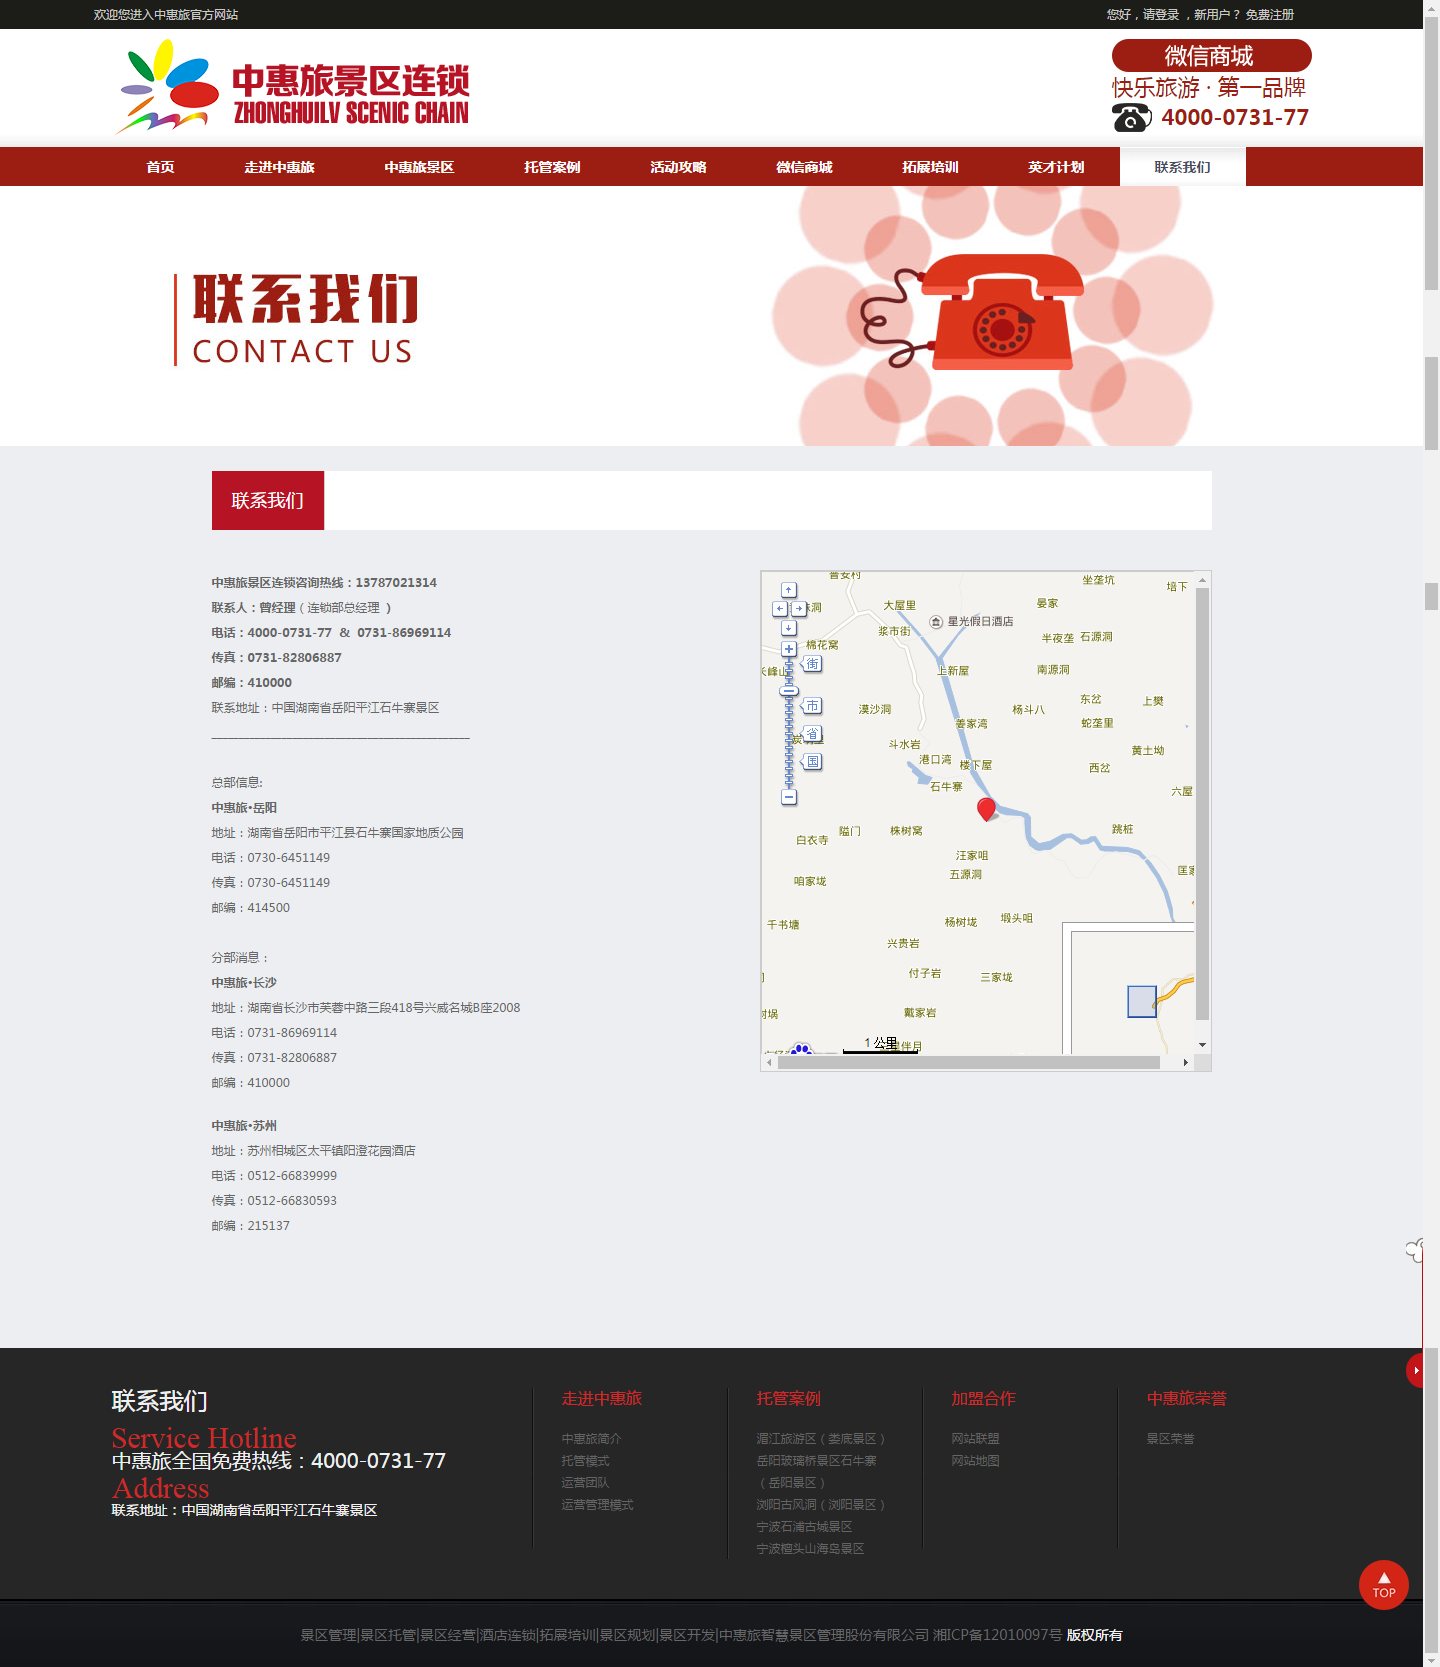 欢迎您进入中惠旅官方网站
您好，请登录 ，新用户？ 免费注册
中惠旅景区连锁
ZHONGHUILV SCENIC CHAIN
微信商城
快乐旅游·第一品牌
4000-0731-77
首页 走进中惠旅 中惠旅景区 托管案例 活动攻略 微信商城 拓展培训 英才计划 联系我们
联系我们
CONTACT US
联系我们
中惠旅景区连锁咨询热线：13787021314
联系人：曾经理（连锁部总经理 ）
电话：4000-0731-77 & 0731-86969114
传真：0731-82806887
邮编：410000
联系地址：中国湖南省岳阳平江石牛寨景区
总部信息:
中惠旅•岳阳
地址：湖南省岳阳市平江县石牛寨国家地质公园
电话：0730-6451149
传真：0730-6451149
邮编：414500
分部消息：
中惠旅•长沙
地址：湖南省长沙市芙蓉中路三段418号兴威名城B座2008
电话：0731-86969114
传真：0731-82806887
邮编：410000
中惠旅•苏州
地址：苏州相城区太平镇阳澄花园酒店
电话：0512-66839999
传真：0512-66830593
邮编：215137
普安村
坐垄坑
培下
洞
大屋里
晏家
星光假日酒店
浆市街
半夜垄
石源洞
棉花窝
街
长峰山
上新屋
南源洞
东岔
上樊
市
漠沙洞
姜家湾
杨斗八
蛇垄里
省
斗水岩
黄土坳
港口湾
楼下屋
国
西岔
石牛寨
六屋
隘门
株树窝
跳桩
白衣寺
汪家咀
五源洞
匡家
咱家垅
千书塘
杨树垅
塅头咀
兴贵岩
付子岩
三家垅
戴家岩
树埚
1 公里
伴月
联系我们
Service Hotline
中惠旅全国免费热线：4000-0731-77
Address
联系地址：中国湖南省岳阳平江石牛寨景区
走进中惠旅
中惠旅简介
托管模式
运营团队
运营管理模式
托管案例
湄江旅游区（娄底景区）
岳阳玻璃桥景区石牛寨
（岳阳景区）
浏阳古风洞（浏阳景区）
宁波石浦古城景区
宁波檀头山海岛景区
加盟合作
网站联盟
网站地图
中惠旅荣誉
景区荣誉
TOP
景区管理|景区托管|景区经营|酒店连锁|拓展培训|景区规划|景区开发|中惠旅智慧景区管理股份有限公司 湘ICP备12010097号 版权所有